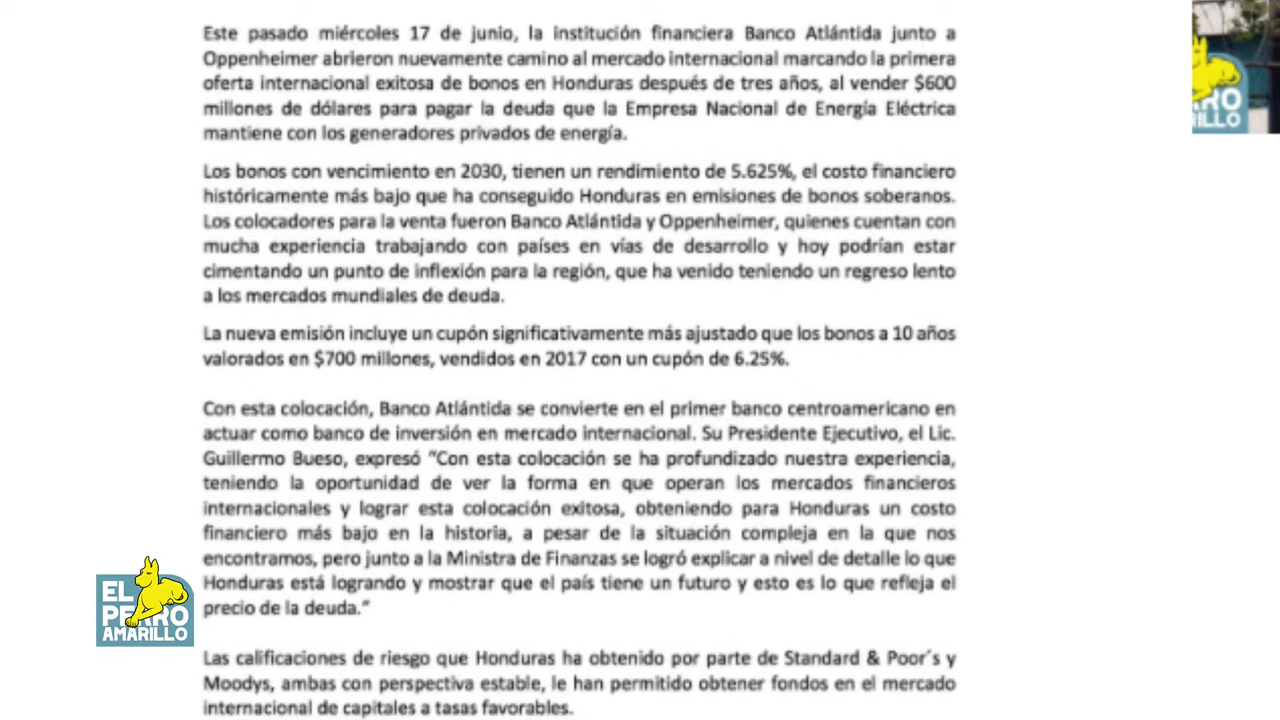 Este pasado miércoles 17 de junio, la institución financiera Banco Atlántida junto a
Oppenheimer abrieron nuevamente camino al mercado internacional marcando la primera
oferta internacional exitosa de bonos en Honduras después de tres años, al vender $600
millones de dólares para pagar la deuda que la Empresa Nacional de Energía Eléctrica
mantiene con los generadores privados de energía.
Los bonos con vencimiento en 2030, tienen un rendimiento de 5.625%, el costo financiero
históricamente más bajo que ha conseguido Honduras en emisiones de bonos soberanos.
Los colocadores para la venta fueron Banco Atlántida y Oppenheimer, quienes cuentan con
mucha experiencia trabajando con países en vías de desarrollo y hoy podrían estar
cimentando un punto de inflexión para la región, que ha venido teniendo un regreso lento
a los mercados mundiales de deuda.
La nueva emisión incluye un cupón significativamente más ajustado que los bonos a 10 años
valorados en $700 millones, vendidos en 2017 con un cupón de 6.25%.
Con esta colocación, Banco Atlántida se convierte en el primer banco centroamericano en
actuar como banco de inversión en mercado internacional. Su Presidente Ejecutivo, el Lic.
Guillermo Bueso, expresó “Con esta colocación se ha profundizado nuestra experiencia,
teniendo la oportunidad de ver la forma en que operan los mercados financieros
internacionales y lograr esta colocación exitosa, obteniendo para Honduras un costo
financiero más bajo en la historia, a pesar de la situación compleja en la que nos
encontramos, pero junto a la Ministra de Finanzas se logró explicar a nivel de detalle lo que
Honduras está logrando y mostrar que el país tiene un futuro y esto es lo que refleja el
precio de la deuda.”
Las calificaciones de riesgo que Honduras ha obtenido por parte de Standard & Poor´s y
Moodys, ambas con perspectiva estable, le han permitido obtener fondos en el mercado
internacional de capitales a tasas favorables.
EL
PERRO
AMARILLO